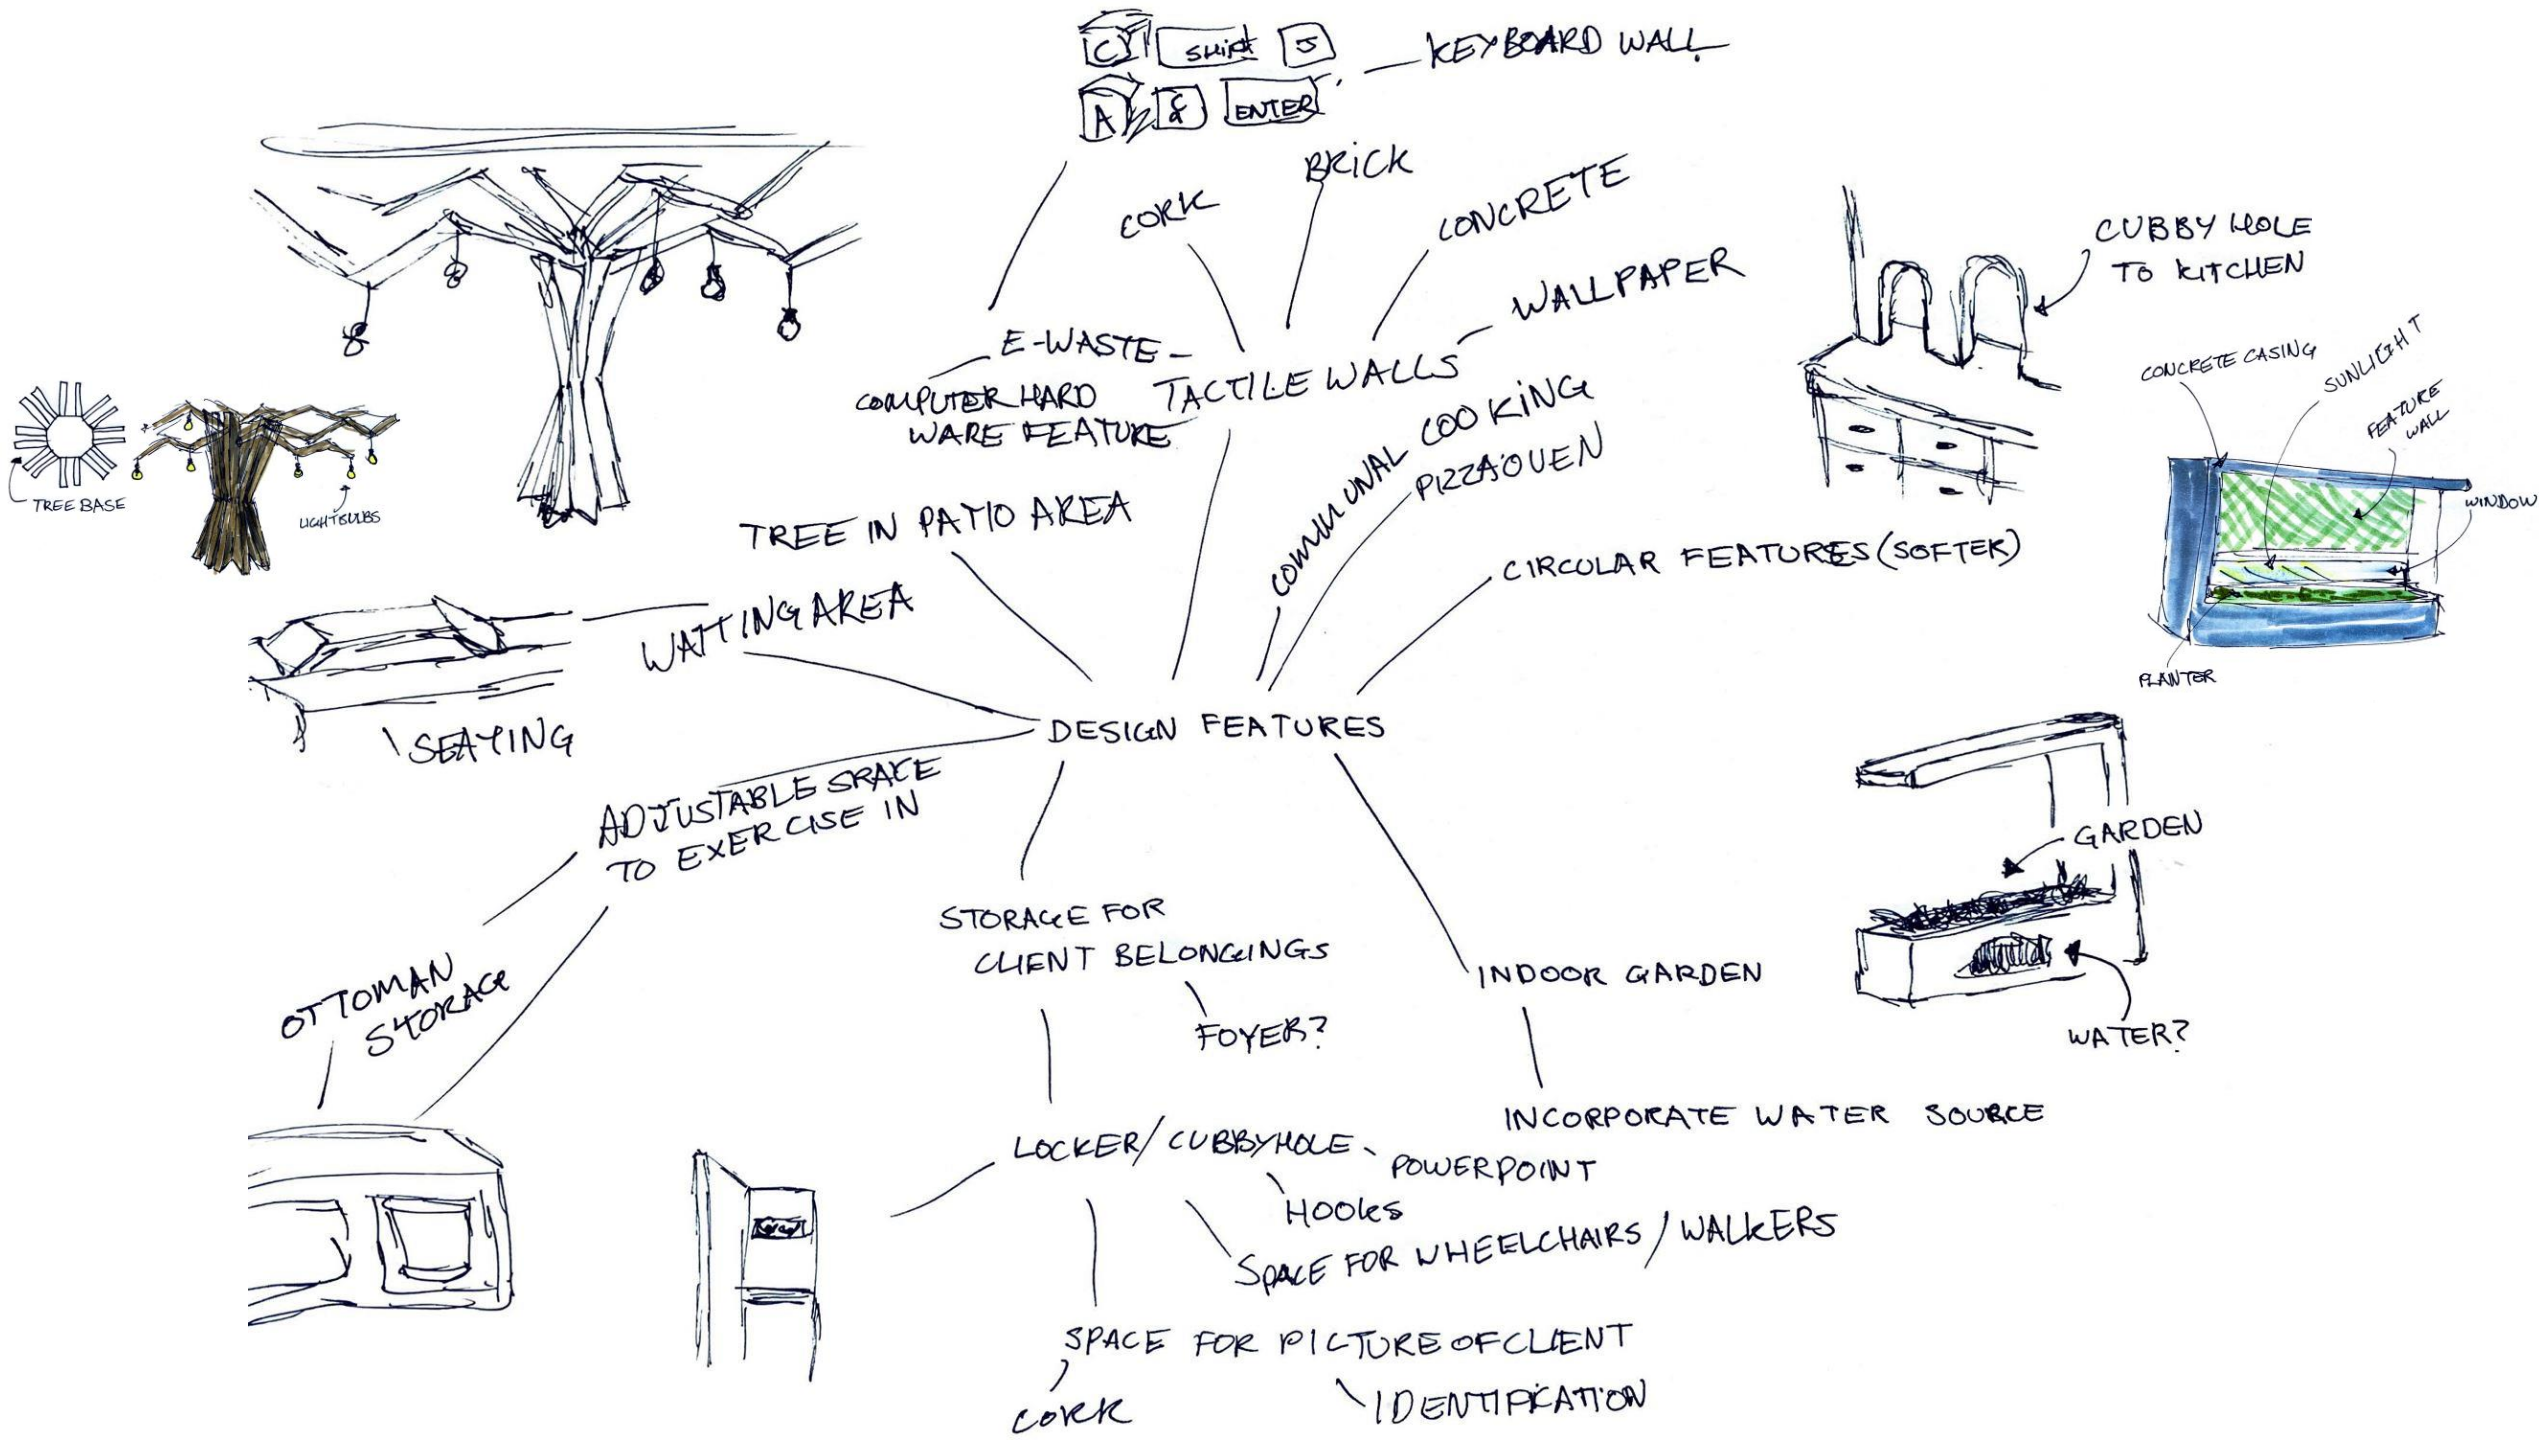 C SHIFT J
A & ENTER
KEYBOARD WALL
BRICK
CORK
CONCRETE
WALLPAPER
E-WASTE
COMPUTER HARD
WARE FEATURE
TACTILE WALLS
CUBBY HOLE
TO KITCHEN
CONCRETE CASING
SUNLIGHT
FEATURE
WALL
WINDOW
PLANTER
TREE BASE
LIGHTBULBS
TREE IN PATIO AREA
COMMUNAL COOKING
PIZZA OVEN
CIRCULAR FEATURES (SOFTER)
WAITING AREA
SEATING
DESIGN FEATURES
ADJUSTABLE SPACE
TO EXERCISE IN
GARDEN
WATER?
STORAGE FOR
CLIENT BELONGINGS
FOYER?
INDOOR GARDEN
INCORPORATE WATER SOURCE
OTTOMAN
STORAGE
LOCKER/CUBBYHOLE
POWERPOINT
HOOKS
SPACE FOR WHEELCHAIRS/WALKERS
SPACE FOR PICTURE OF CLIENT
CORK
IDENTIFICATION